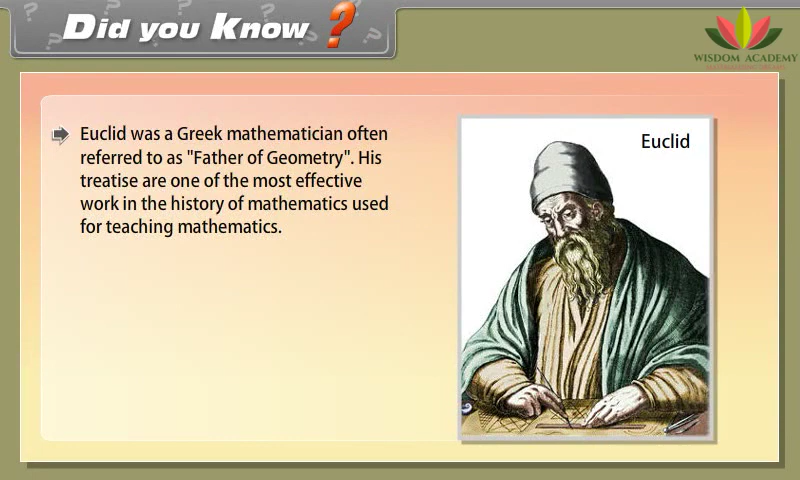 Did you Know ?
WISDOM ACADEMY
Euclid was a Greek mathematician often
referred to as "Father of Geometry". His
treatise are one of the most effective
work in the history of mathematics used
for teaching mathematics.
Euclid